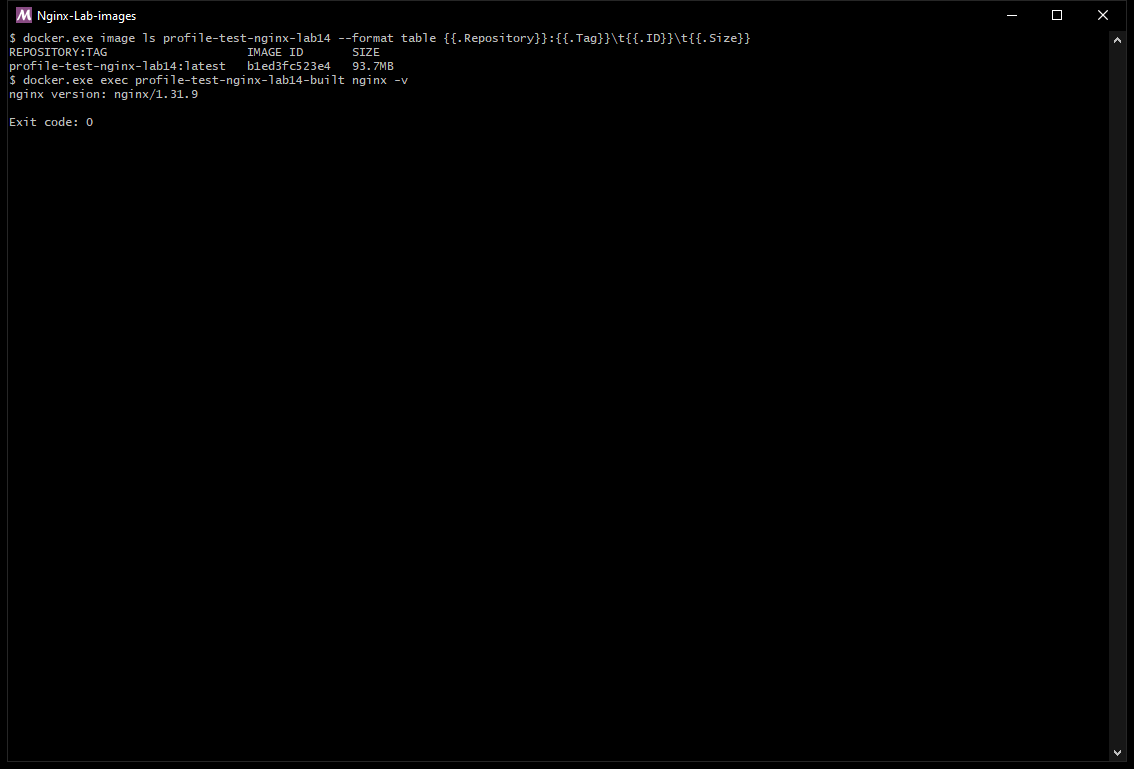 Nginx-Lab-images
$ docker.exe image ls profile-test-nginx-lab14 --format table {{.Repository}}:{{.Tag}}\t{{.ID}}\t{{.Size}}
REPOSITORY:TAG                    IMAGE ID       SIZE
profile-test-nginx-lab14:latest   b1ed3fc523e4   93.7MB
$ docker.exe exec profile-test-nginx-lab14-built nginx -v
nginx version: nginx/1.31.9
Exit code: 0